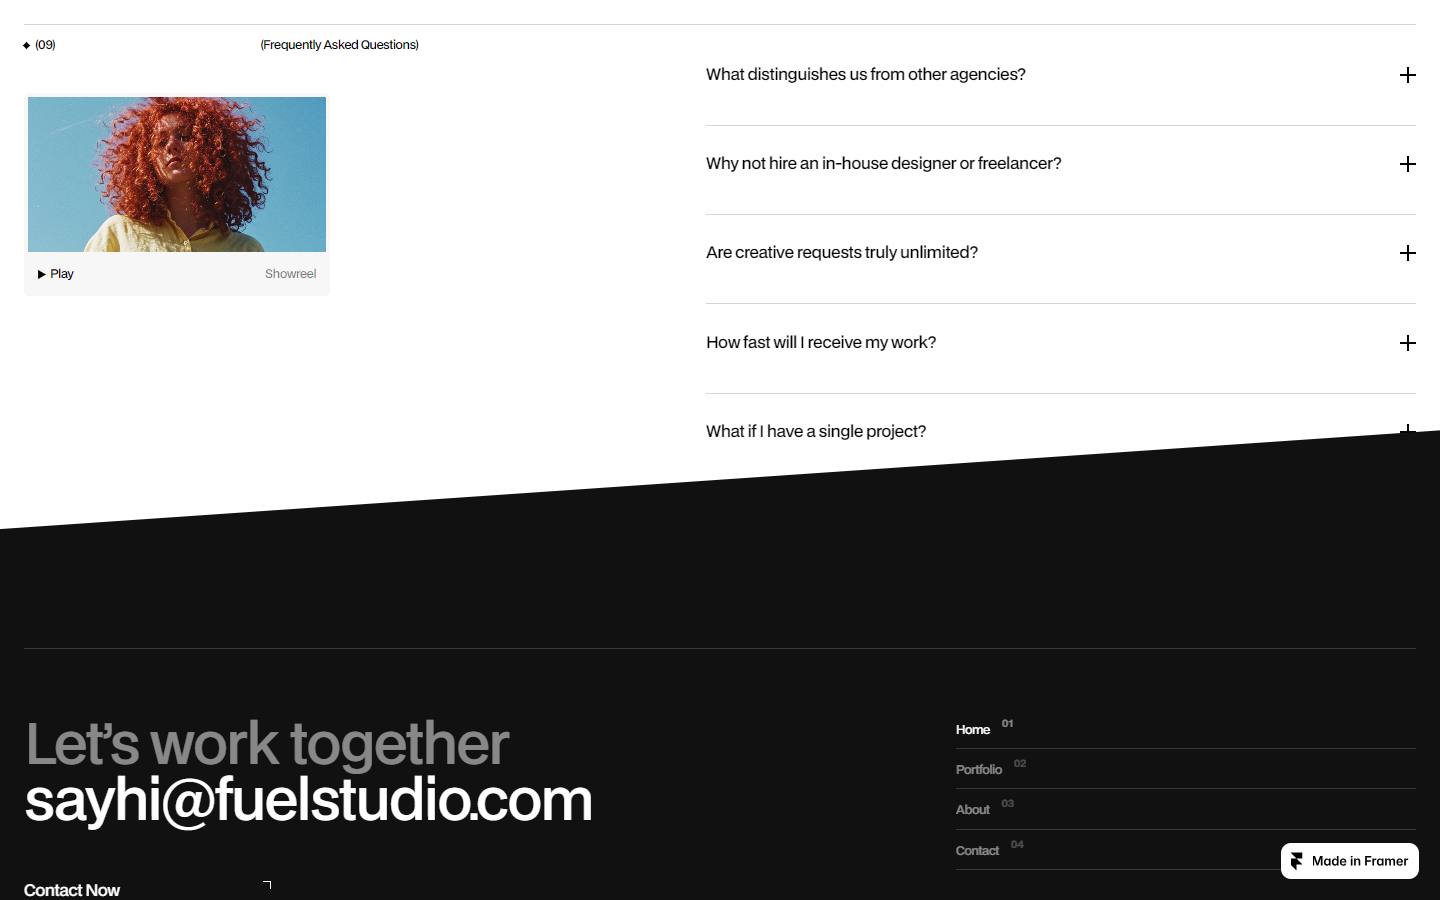 (09)
(Frequently Asked Questions)
What distinguishes us from other agencies?
Why not hire an in-house designer or freelancer?
Are creative requests truly unlimited?
Play
Showreel
How fast will I receive my work?
What if I have a single project?
Let’s work together
sayhi@fuelstudio.com
Contact Now
Home 01
Portfolio 02
About 03
Contact 04
Made in Framer